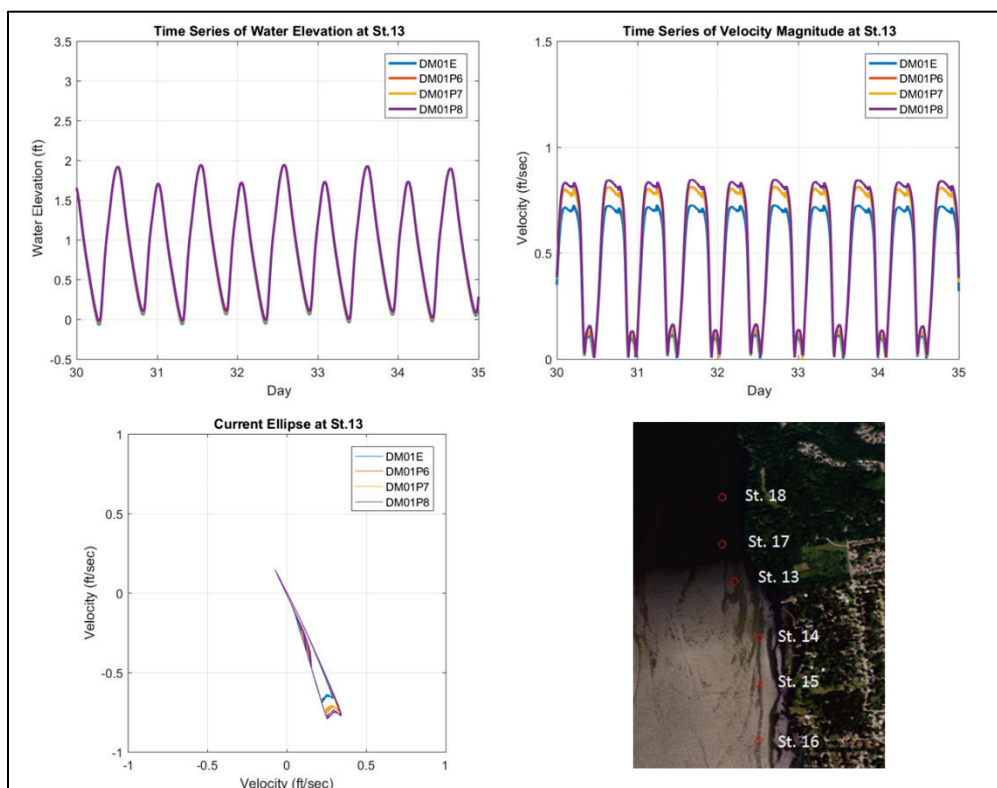 Time Series of Water Elevation at St.13
3.5
3
2.5
2
1.5
1
0.5
0
-0.5
Water Elevation (ft)
DM01E
DM01P6
DM01P7
DM01P8
30
31
32
33
34
35
Day
Time Series of Velocity Magnitude at St.13
1.5
1
0.5
0
Velocity (ft/sec)
DM01E
DM01P6
DM01P7
DM01P8
30
31
32
33
34
35
Day
Current Ellipse at St.13
1
0.5
0
-0.5
-1
Velocity (ft/sec)
DM01E
DM01P6
DM01P7
DM01P8
-1
-0.5
0
0.5
1
Velocity (ft/sec)
St. 18
St. 17
St. 13
St. 14
St. 15
St. 16